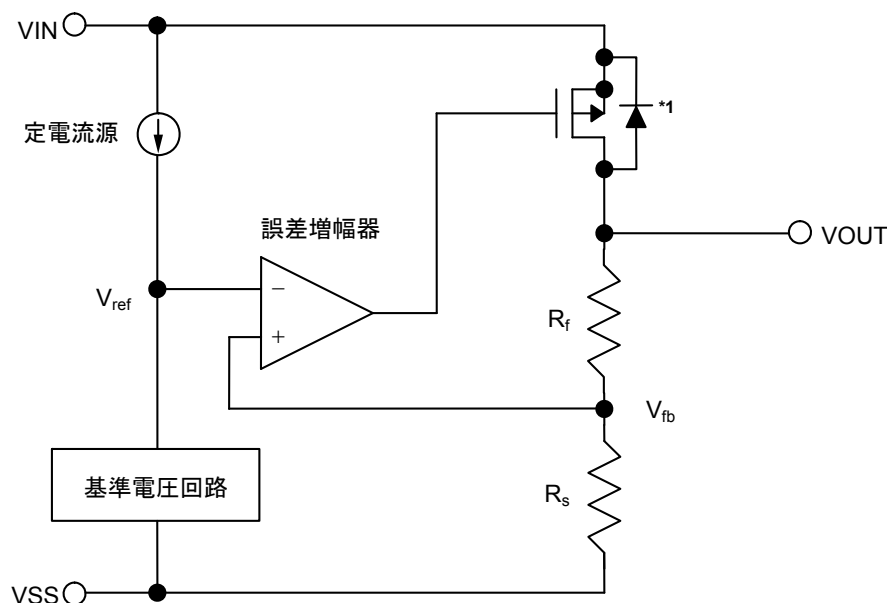 VIN
*1
定電流源
誤差増幅器
VOUT
Vref
−
+
Rf
Vfb
基準電圧回路
Rs
VSS